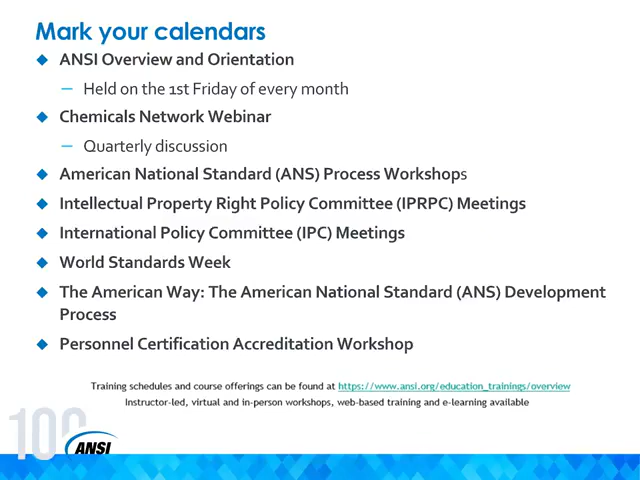 Mark your calendars
◆ ANSI Overview and Orientation
– Held on the 1st Friday of every month
◆ Chemicals Network Webinar
– Quarterly discussion
◆ American National Standard (ANS) Process Workshops
◆ Intellectual Property Right Policy Committee (IPRPC) Meetings
◆ International Policy Committee (IPC) Meetings
◆ World Standards Week
◆ The American Way: The American National Standard (ANS) Development
Process
◆ Personnel Certification Accreditation Workshop
Training schedules and course offerings can be found at https://www.ansi.org/education_trainings/overview
Instructor-led, virtual and in-person workshops, web-based training and e-learning available
100
ANSI